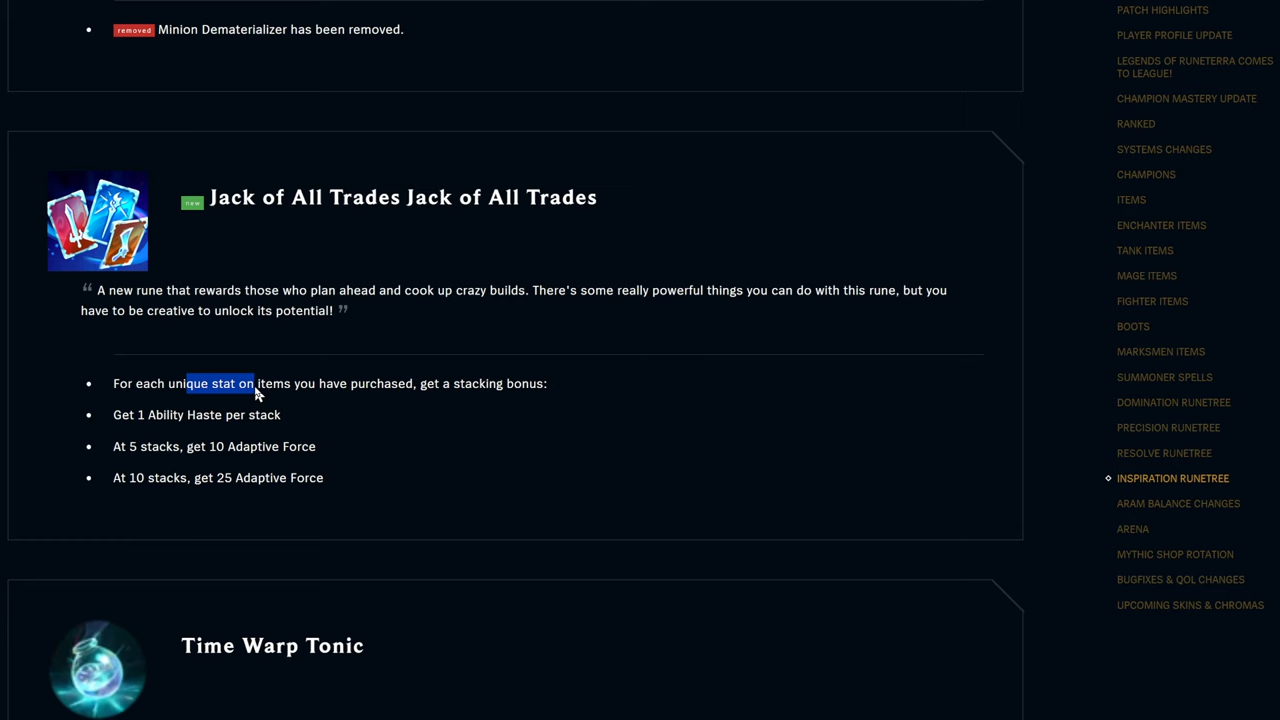 removed Minion Dematerializer has been removed.
new Jack of All Trades Jack of All Trades
“ A new rune that rewards those who plan ahead and cook up crazy builds. There's some really powerful things you can do with this rune, but you
have to be creative to unlock its potential! ”
For each unique stat on items you have purchased, get a stacking bonus:
Get 1 Ability Haste per stack
At 5 stacks, get 10 Adaptive Force
At 10 stacks, get 25 Adaptive Force
Time Warp Tonic
PATCH HIGHLIGHTS
PLAYER PROFILE UPDATE
LEGENDS OF RUNETERRA COMES
TO LEAGUE!
CHAMPION MASTERY UPDATE
RANKED
SYSTEMS CHANGES
CHAMPIONS
ITEMS
ENCHANTER ITEMS
TANK ITEMS
MAGE ITEMS
FIGHTER ITEMS
BOOTS
MARKSMEN ITEMS
SUMMONER SPELLS
DOMINATION RUNETREE
PRECISION RUNETREE
RESOLVE RUNETREE
INSPIRATION RUNETREE
ARAM BALANCE CHANGES
ARENA
MYTHIC SHOP ROTATION
BUGFIXES & QOL CHANGES
UPCOMING SKINS & CHROMAS